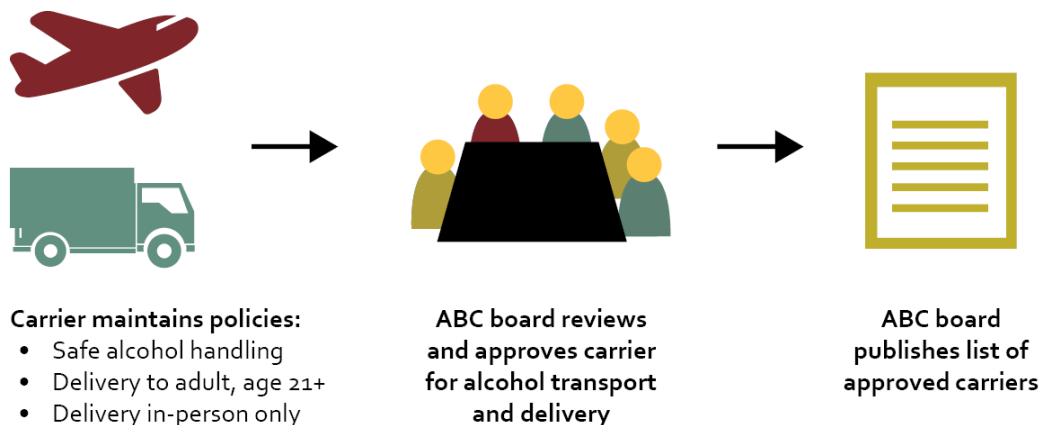 Carrier maintains policies:
• Safe alcohol handling
• Delivery to adult, age 21+
• Delivery in-person only
ABC board reviews
and approves carrier
for alcohol transport
and delivery
ABC board
publishes list of
approved carriers